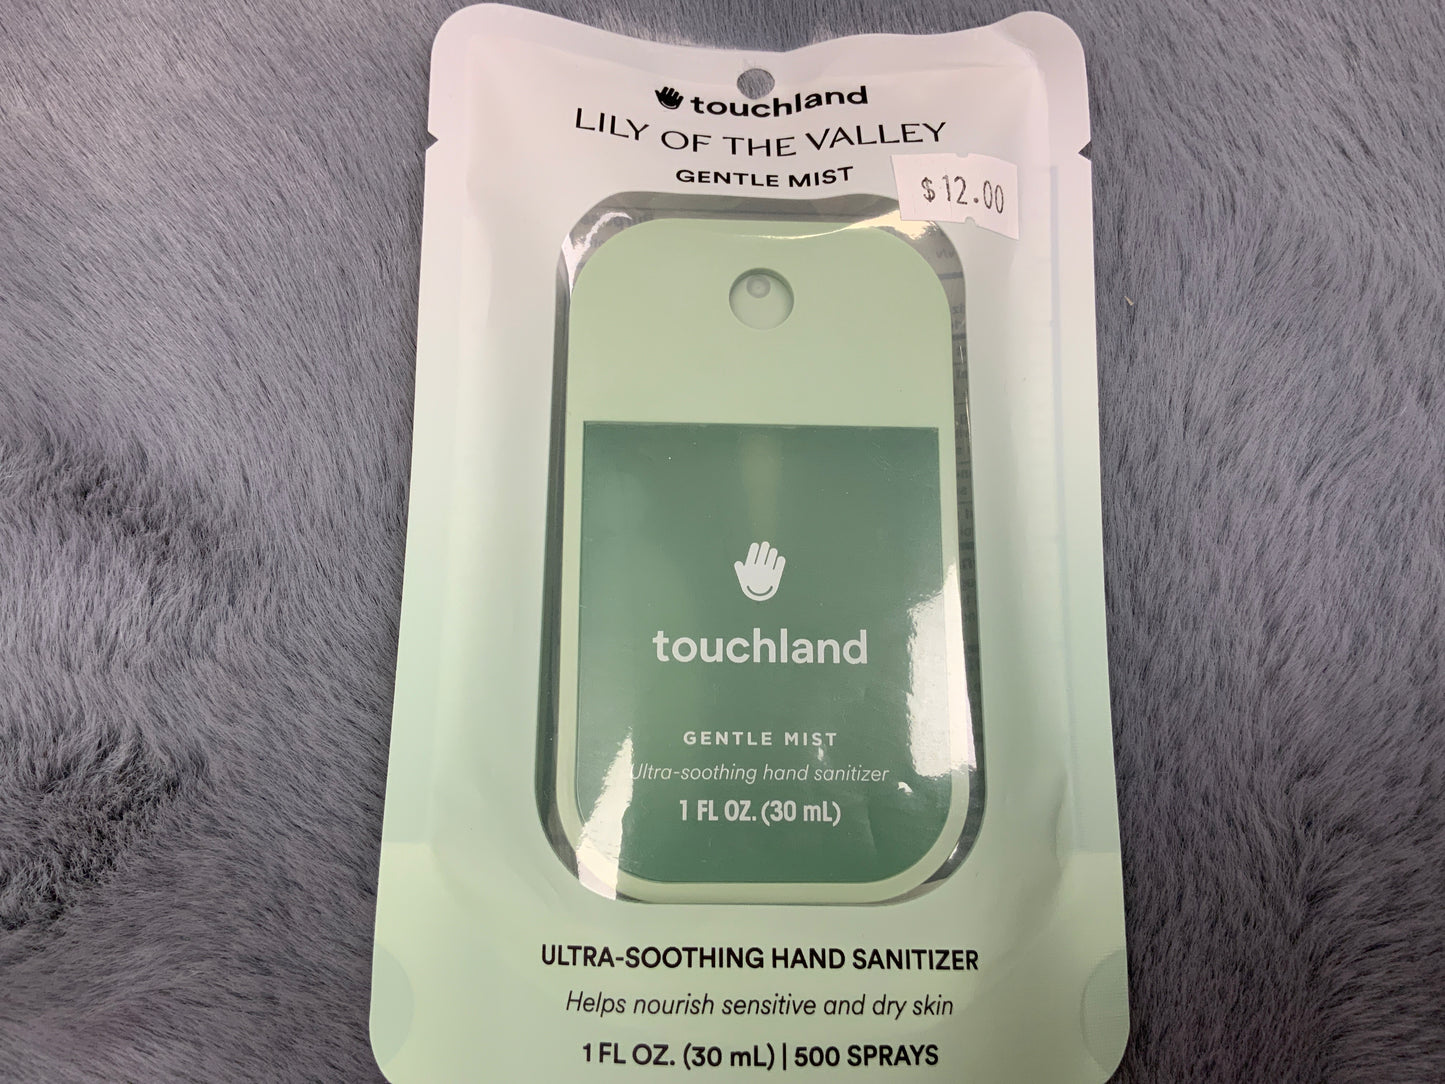 touchland
LILY OF THE VALLEY
GENTLE MIST
$12.00
touchland
GENTLE MIST
Ultra-soothing hand sanitizer
1 FL OZ. (30 mL)
ULTRA-SOOTHING HAND SANITIZER
Helps nourish sensitive and dry skin
1 FL OZ. (30 mL) | 500 SPRAYS